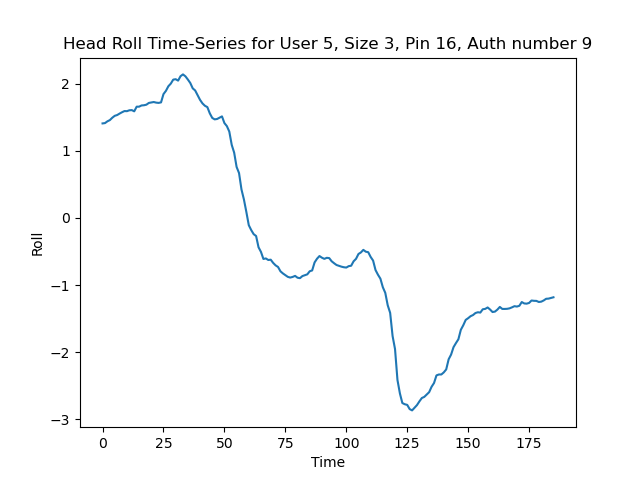 Head Roll Time-Series for User 5, Size 3, Pin 16, Auth number 9
2
1
0
−1
−2
−3
Roll
0 25 50 75 100 125 150 175
Time